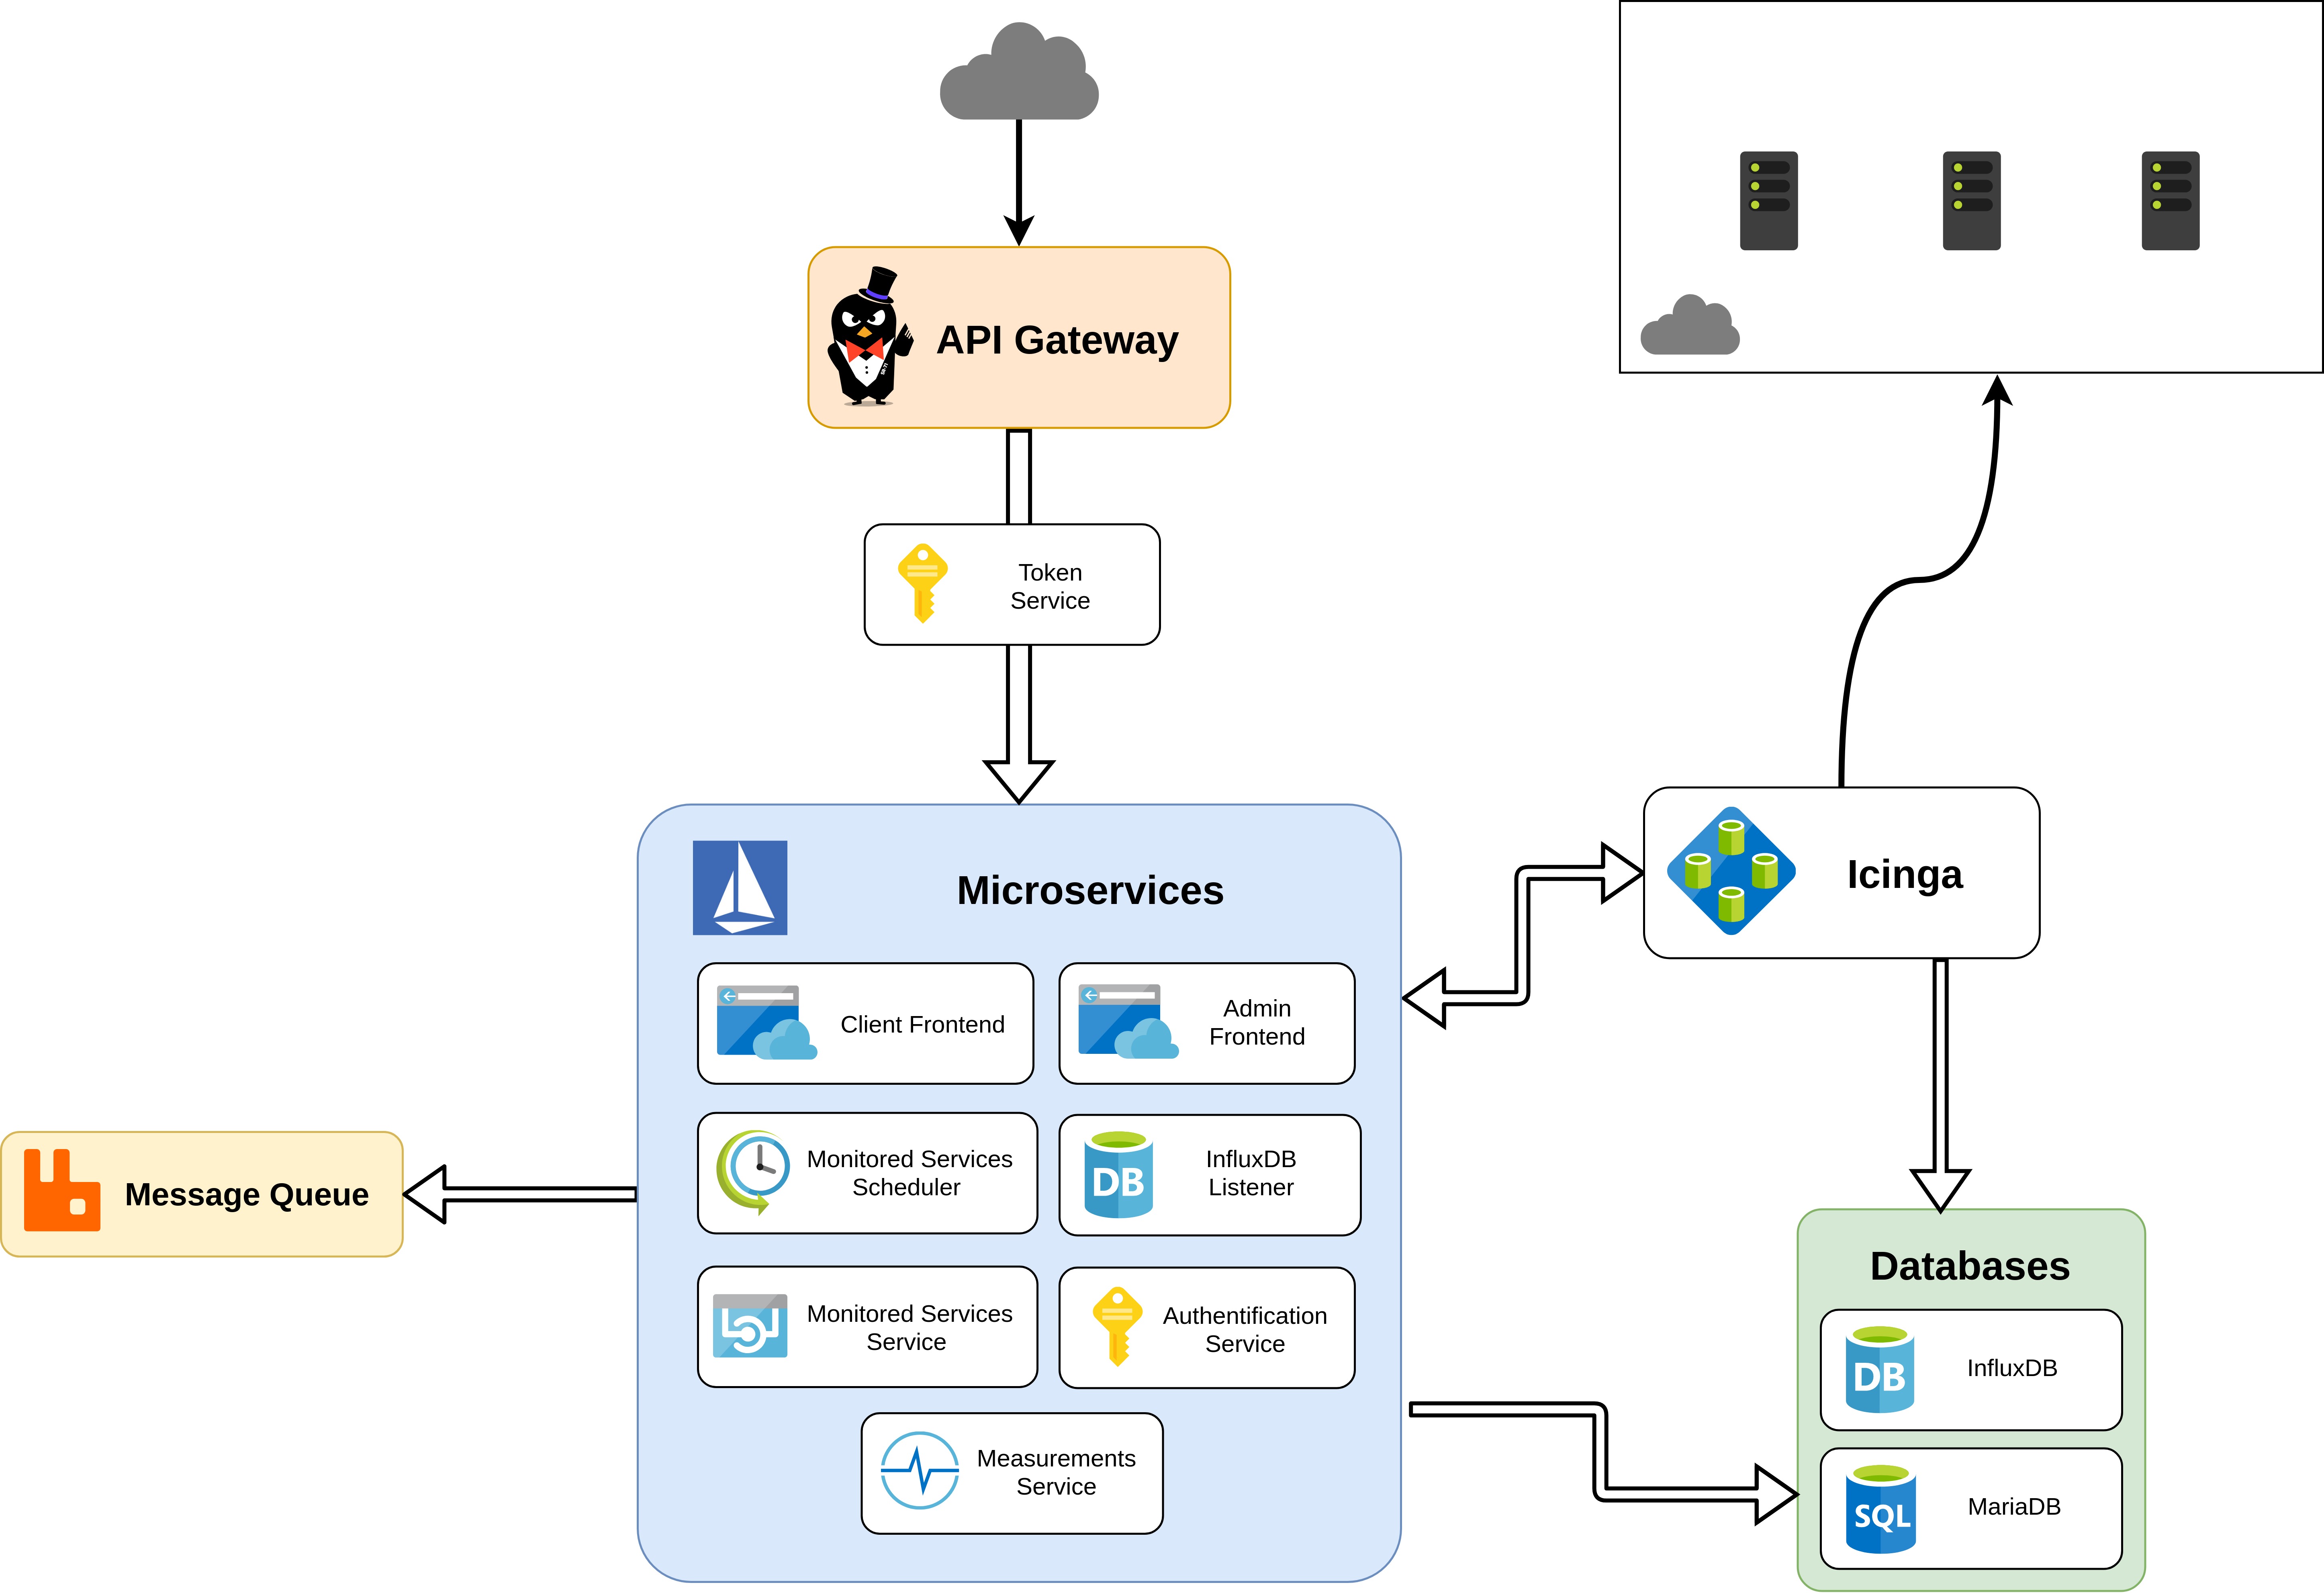 API Gateway
Token
Service
Microservices
Client Frontend
Admin
Frontend
Monitored Services
Scheduler
InfluxDB
Listener
DB
Monitored Services
Service
Authentification
Service
Measurements
Service
Message Queue
Icinga
Databases
DB
InfluxDB
SQL
MariaDB